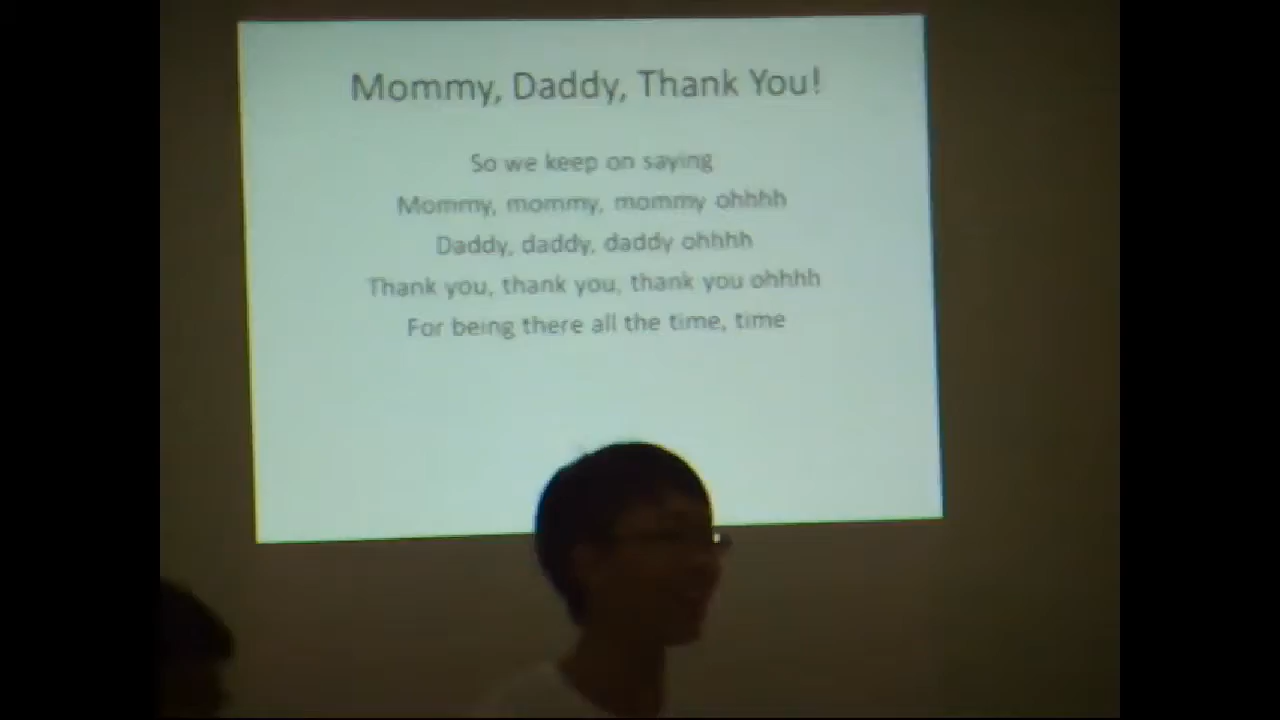 Mommy, Daddy, Thank You!
So we keep on saying
Mommy, mommy, mommy ohhhh
Daddy, daddy, daddy ohhhh
Thank you, thank you, thank you ohhhh
For being there all the time, time